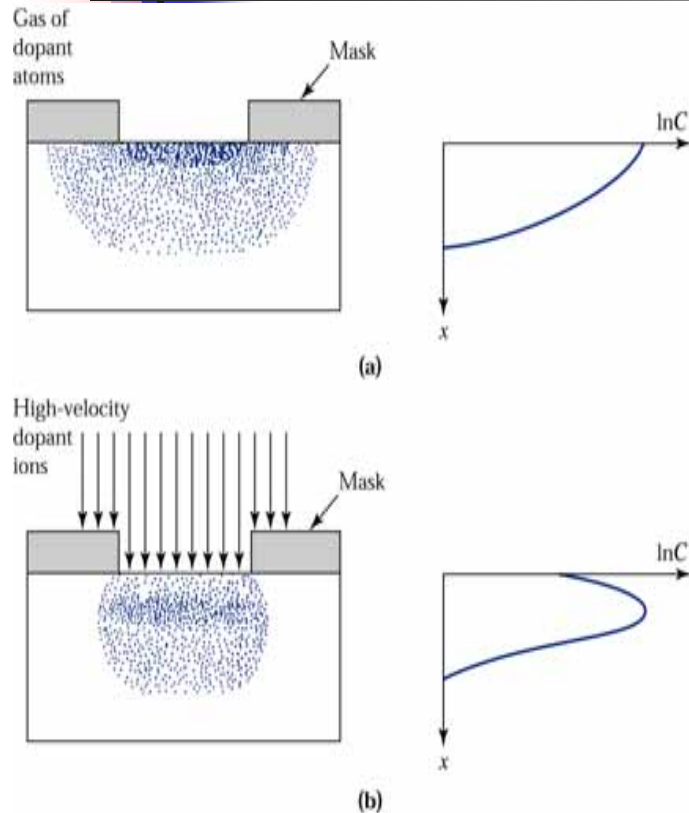 Gas of
dopant
atoms
Mask
lnC
x
(a)
High-velocity
dopant
ions
Mask
lnC
x
(b)